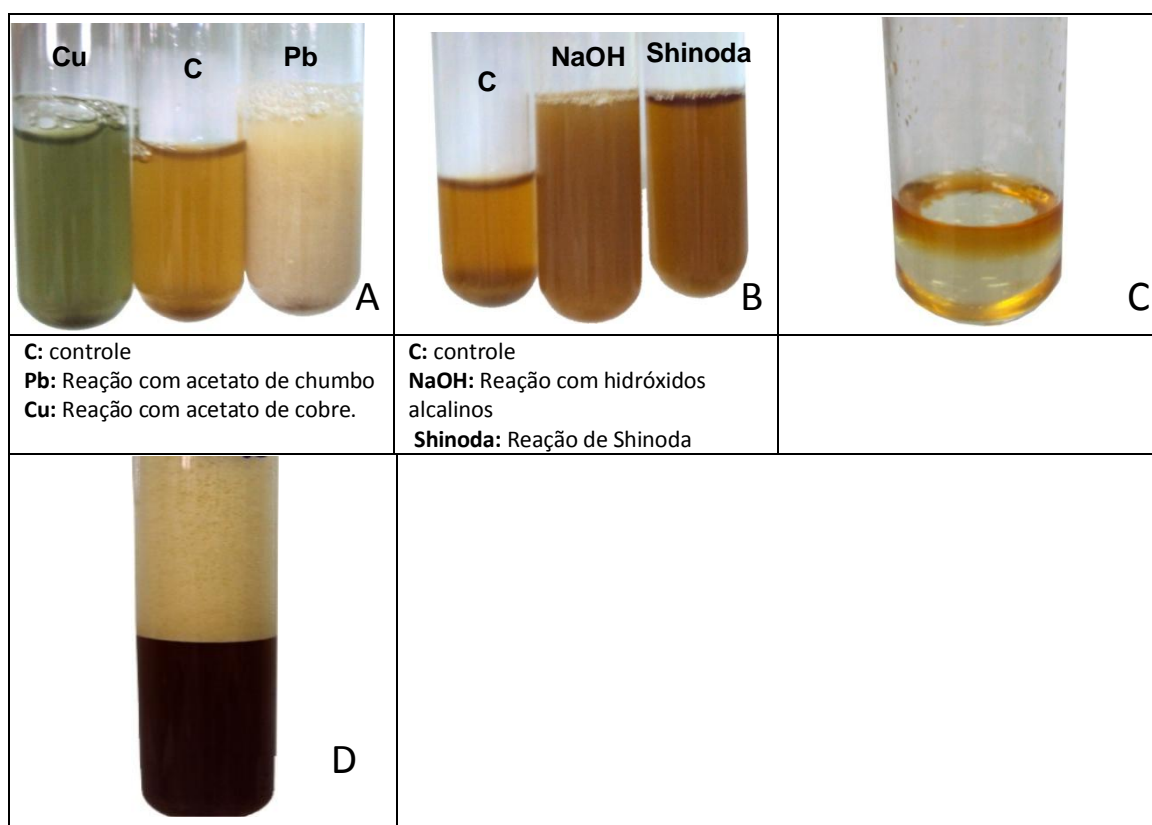 Cu C Pb
A
C NaOH Shinoda
B
C
C: controle
Pb: Reação com acetato de chumbo
Cu: Reação com acetato de cobre.
C: controle
NaOH: Reação com hidróxidos
alcalinos
Shinoda: Reação de Shinoda
D